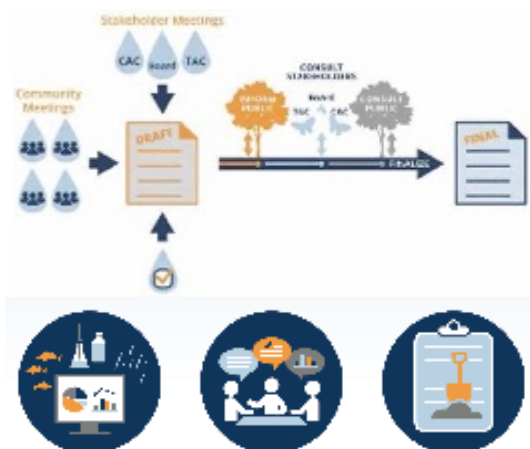 Stakeholder Meetings
CAC Board TAC
Community
Meetings
DRAFT
CONSULT
STAKEHOLDERS
Board
TAC CAC
INFORM
PUBLIC
CONSULT
PUBLIC
FINALIZE
FINAL